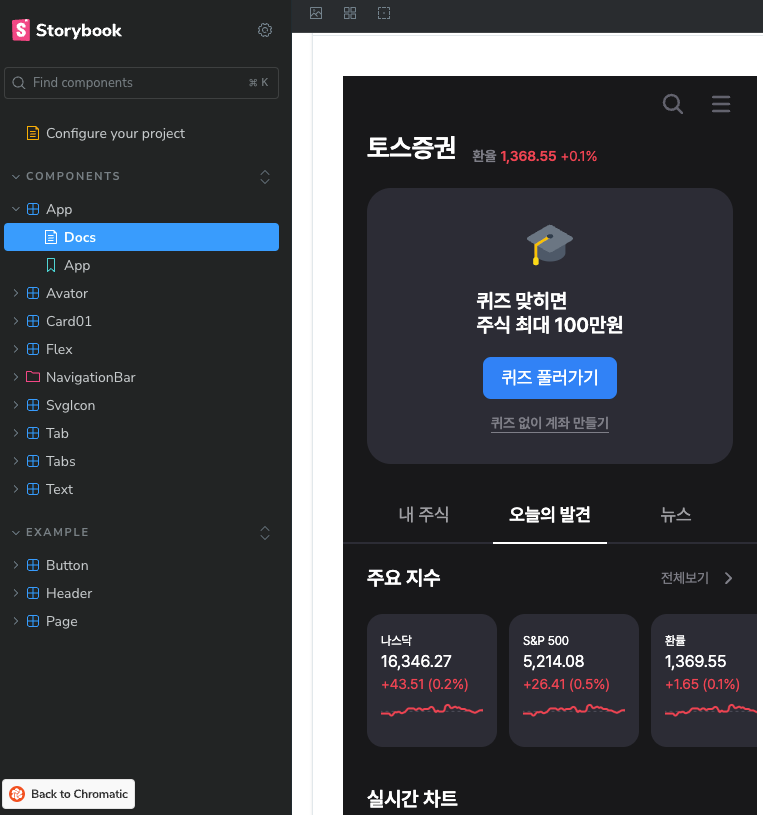 Storybook
Find components
⌘ K
Configure your project
COMPONENTS
App
Docs
App
Avator
Card01
Flex
NavigationBar
SvgIcon
Tab
Tabs
Text
EXAMPLE
Button
Header
Page
Back to Chromatic
토스증권 환율 1,368.55 +0.1%
퀴즈 맞히면
주식 최대 100만원
퀴즈 풀러가기
퀴즈 없이 계좌 만들기
내 주식 오늘의 발견 뉴스
주요 지수 전체보기
나스닥
16,346.27
+43.51 (0.2%)
S&P 500
5,214.08
+26.41 (0.5%)
환률
1,369.55
+1.65 (0.1%)
실시간 차트